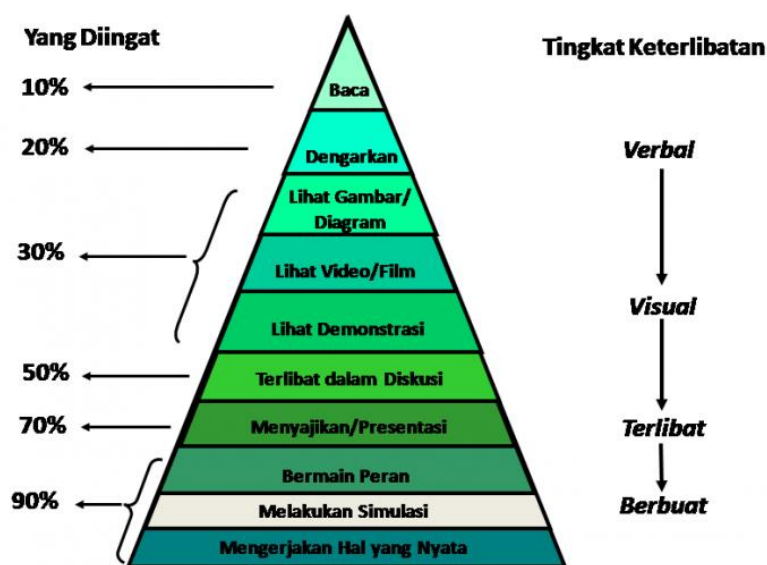 Yang Diingat
Tingkat Keterlibatan
10%
Baca
20%
Dengarkan
Verbal
Lihat Gambar/
Diagram
30%
Lihat Video/Film
Visual
Lihat Demonstrasi
50%
Terlibat dalam Diskusi
70%
Menyajikan/Presentasi
Terlibat
Bermain Peran
90%
Melakukan Simulasi
Berbuat
Mengerjakan Hal yang Nyata